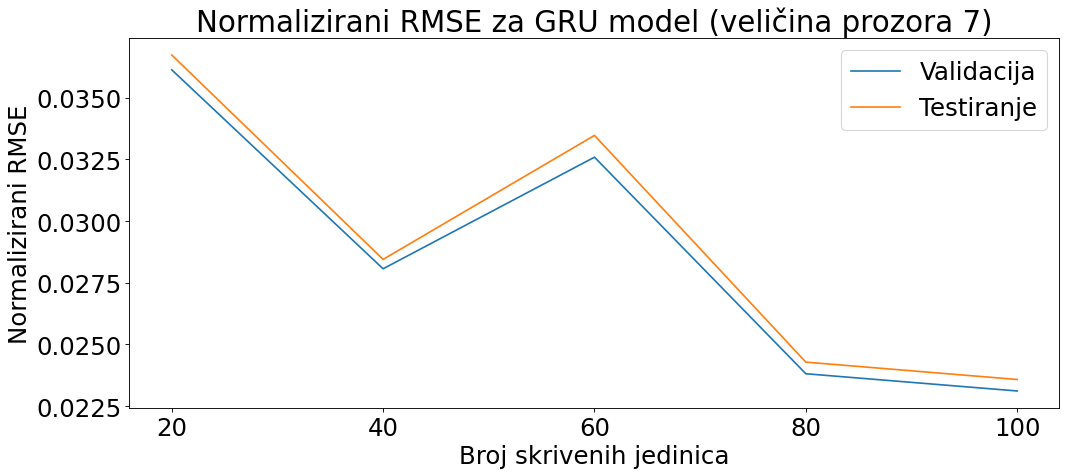 Normalizirani RMSE za GRU model (veličina prozora 7)
Validacija
Testiranje
Normalizirani RMSE
0.0350
0.0325
0.0300
0.0275
0.0250
0.0225
20 40 60 80 100
Broj skrivenih jedinica